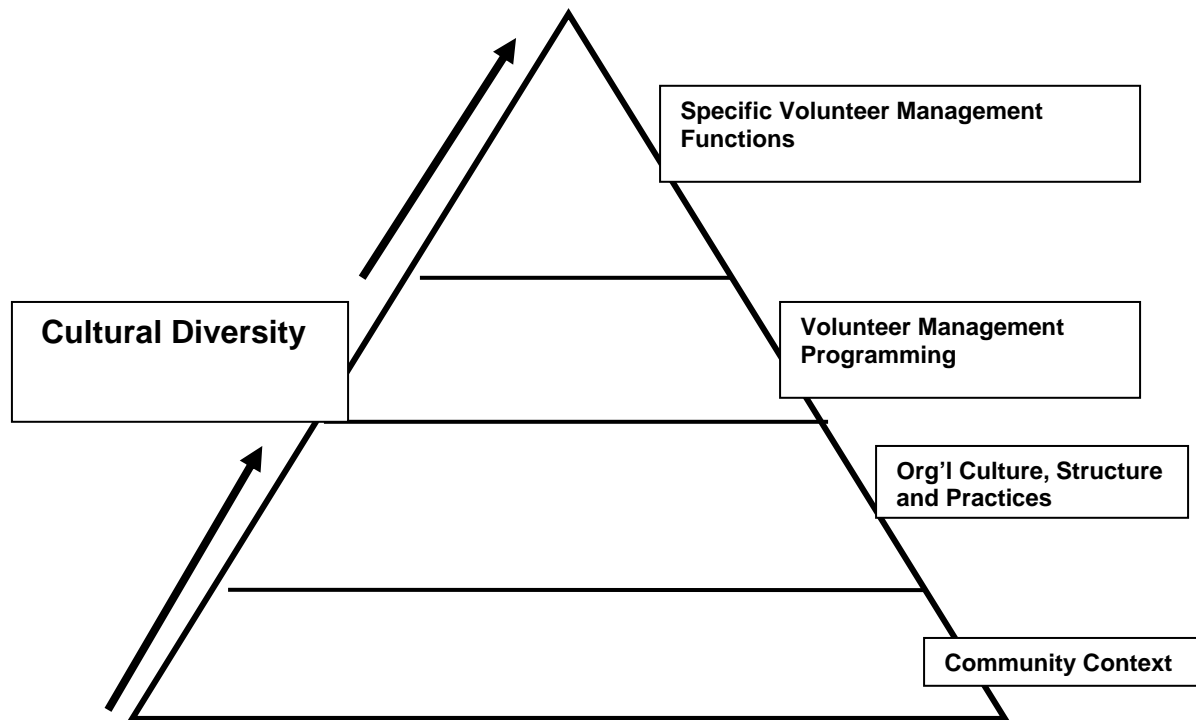 Specific Volunteer Management
Functions
Cultural Diversity
Volunteer Management
Programming
Org’l Culture, Structure
and Practices
Community Context